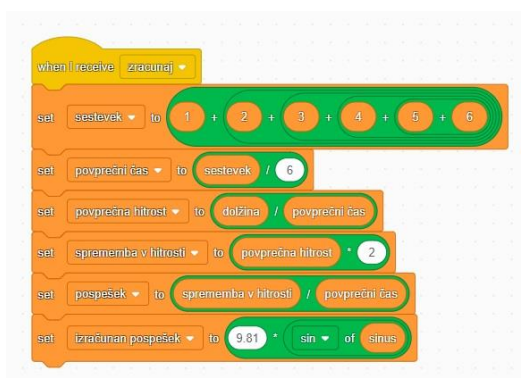 when I receive zracunaj
set sestevek to 1 + 2 + 3 + 4 + 5 + 6
set povprečni čas to sestevek / 6
set povprečna hitrost to dolžina / povprečni čas
set sprememba v hitrosti to povprečna hitrost * 2
set pospešek to sprememba v hitrosti / povprečni čas
set izračunan pospešek to 9.81 * sin of sinus